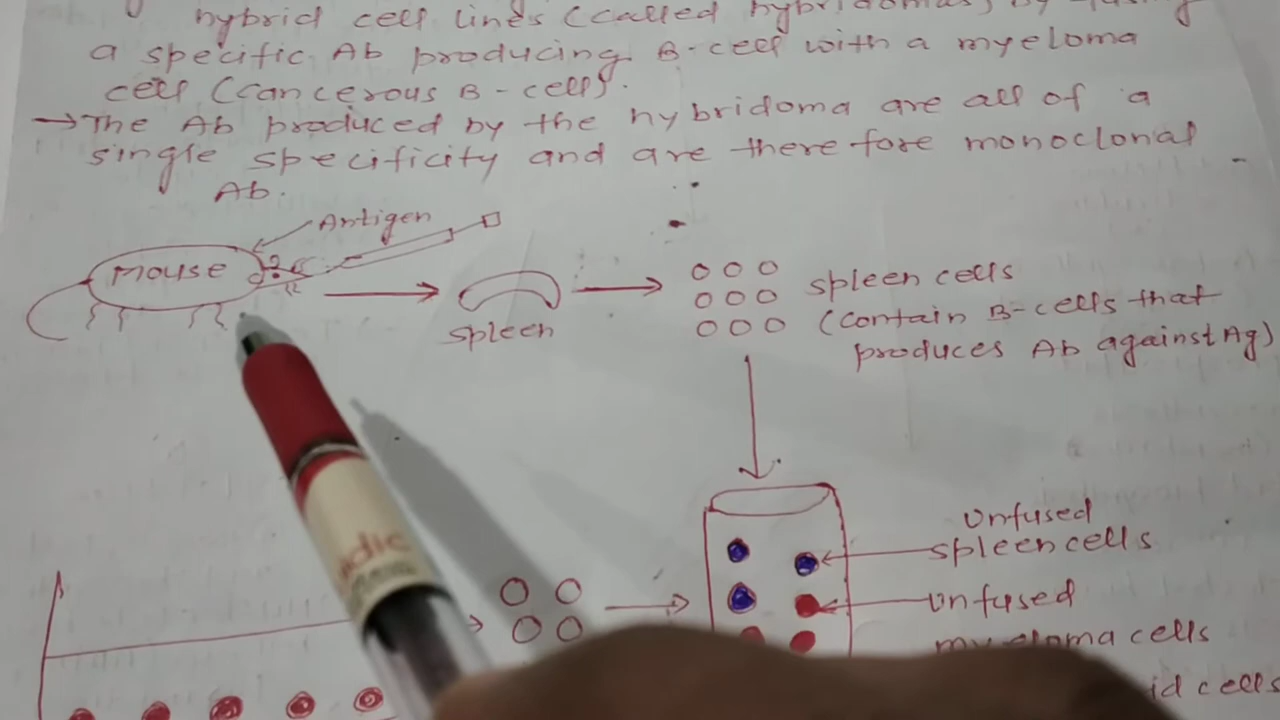 hybrid cell lines (called hybridomas) by
a specific Ab producing B-cell with a myeloma
cell (cancerous B-cell).
→ The Ab produced by the hybridoma are all of a
single specificity and are therefore monoclonal
Ab.
Antigen
Mouse
spleen
spleen cells
(contain B-cells that
produces Ab against Ag)
Unfused
spleen cells
unfused
myeloma cells
cells